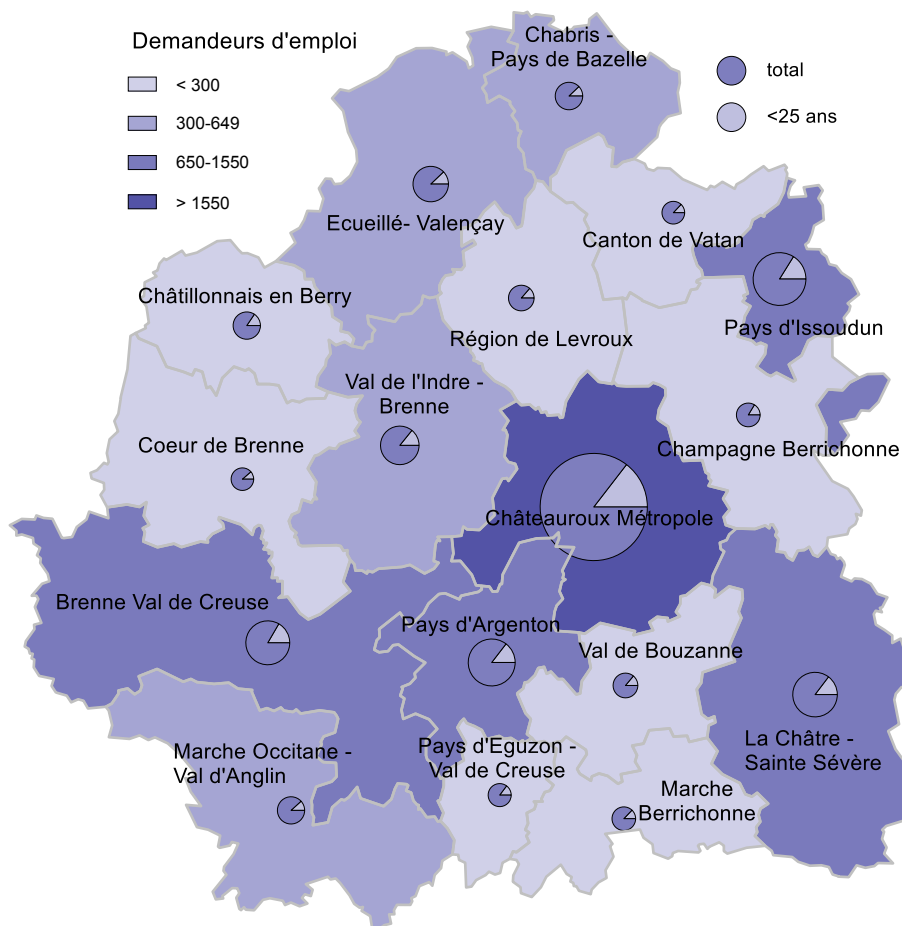 Demandeurs d'emploi
< 300
300-649
650-1550
> 1550
total
<25 ans
Chabris -
Pays de Bazelle
Ecueillé- Valençay
Canton de Vatan
Châtillonnais en Berry
Région de Levroux
Pays d'Issoudun
Val de l'Indre -
Brenne
Coeur de Brenne
Champagne Berrichonne
Châteauroux Métropole
Brenne Val de Creuse
Pays d'Argenton
Val de Bouzanne
Marche Occitane -
Val d'Anglin
Pays d'Eguzon -
Val de Creuse
La Châtre -
Sainte Sévère
Marche
Berrichonne